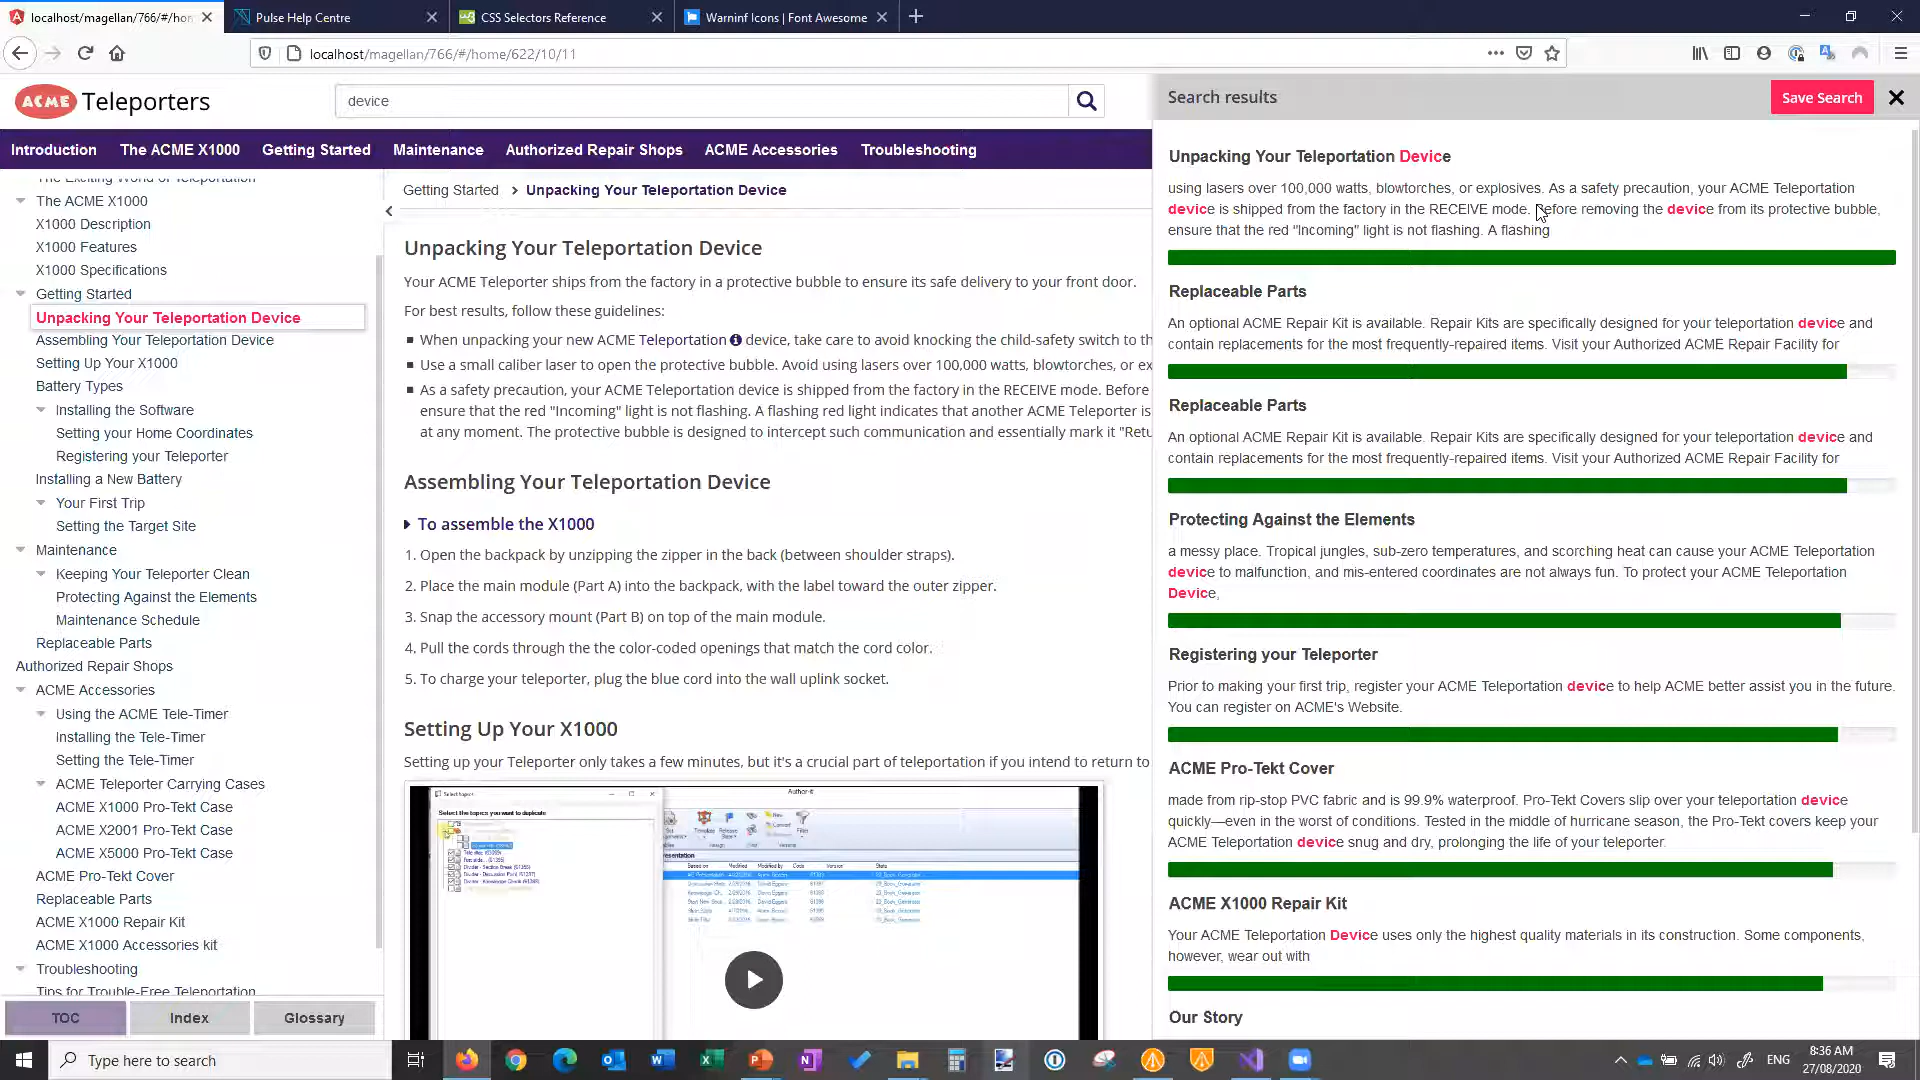 localhost/magellan/766/#/hom
Pulse Help Centre
CSS Selectors Reference
Warninf Icons | Font Awesome
localhost/magellan/766/#/home/622/10/11
ACME Teleporters
device
Search results
Save Search
Introduction
The ACME X1000
Getting Started
Maintenance
Authorized Repair Shops
ACME Accessories
Troubleshooting
The Exciting World of Teleportation
The ACME X1000
X1000 Description
X1000 Features
X1000 Specifications
Getting Started
Unpacking Your Teleportation Device
Assembling Your Teleportation Device
Setting Up Your X1000
Battery Types
Installing the Software
Setting your Home Coordinates
Registering your Teleporter
Installing a New Battery
Your First Trip
Setting the Target Site
Maintenance
Keeping Your Teleporter Clean
Protecting Against the Elements
Maintenance Schedule
Replaceable Parts
Authorized Repair Shops
ACME Accessories
Using the ACME Tele-Timer
Installing the Tele-Timer
Setting the Tele-Timer
ACME Teleporter Carrying Cases
ACME X1000 Pro-Tekt Case
ACME X2001 Pro-Tekt Case
ACME X5000 Pro-Tekt Case
ACME Pro-Tekt Cover
Replaceable Parts
ACME X1000 Repair Kit
ACME X1000 Accessories kit
Troubleshooting
Tips for Trouble-Free Teleportation
TOC
Index
Glossary
Getting Started > Unpacking Your Teleportation Device
Unpacking Your Teleportation Device
Your ACME Teleporter ships from the factory in a protective bubble to ensure its safe delivery to your front door.
For best results, follow these guidelines:
When unpacking your new ACME Teleportation device, take care to avoid knocking the child-safety switch to th
Use a small caliber laser to open the protective bubble. Avoid using lasers over 100,000 watts, blowtorches, or ex
As a safety precaution, your ACME Teleportation device is shipped from the factory in the RECEIVE mode. Before
ensure that the red "Incoming" light is not flashing. A flashing red light indicates that another ACME Teleporter is
at any moment. The protective bubble is designed to intercept such communication and essentially mark it "Retu
Assembling Your Teleportation Device
To assemble the X1000
1. Open the backpack by unzipping the zipper in the back (between shoulder straps).
2. Place the main module (Part A) into the backpack, with the label toward the outer zipper.
3. Snap the accessory mount (Part B) on top of the main module.
4. Pull the cords through the the color-coded openings that match the cord color.
5. To charge your teleporter, plug the blue cord into the wall uplink socket.
Setting Up Your X1000
Setting up your Teleporter only takes a few minutes, but it's a crucial part of teleportation if you intend to return to
Select topics
Author-it
Select the topics you want to duplicate
Unpacking Your Teleportation Device
using lasers over 100,000 watts, blowtorches, or explosives. As a safety precaution, your ACME Teleportation
device is shipped from the factory in the RECEIVE mode. Before removing the device from its protective bubble,
ensure that the red "Incoming" light is not flashing. A flashing
Replaceable Parts
An optional ACME Repair Kit is available. Repair Kits are specifically designed for your teleportation device and
contain replacements for the most frequently-repaired items. Visit your Authorized ACME Repair Facility for
Replaceable Parts
An optional ACME Repair Kit is available. Repair Kits are specifically designed for your teleportation device and
contain replacements for the most frequently-repaired items. Visit your Authorized ACME Repair Facility for
Protecting Against the Elements
a messy place. Tropical jungles, sub-zero temperatures, and scorching heat can cause your ACME Teleportation
device to malfunction, and mis-entered coordinates are not always fun. To protect your ACME Teleportation
Device,
Registering your Teleporter
Prior to making your first trip, register your ACME Teleportation device to help ACME better assist you in the future.
You can register on ACME's Website.
ACME Pro-Tekt Cover
made from rip-stop PVC fabric and is 99.9% waterproof. Pro-Tekt Covers slip over your teleportation device
quickly—even in the worst of conditions. Tested in the middle of hurricane season, the Pro-Tekt covers keep your
ACME Teleportation device snug and dry, prolonging the life of your teleporter.
ACME X1000 Repair Kit
Your ACME Teleportation Device uses only the highest quality materials in its construction. Some components,
however, wear out with
Our Story
Type here to search
ENG
8:36 AM
27/08/2020